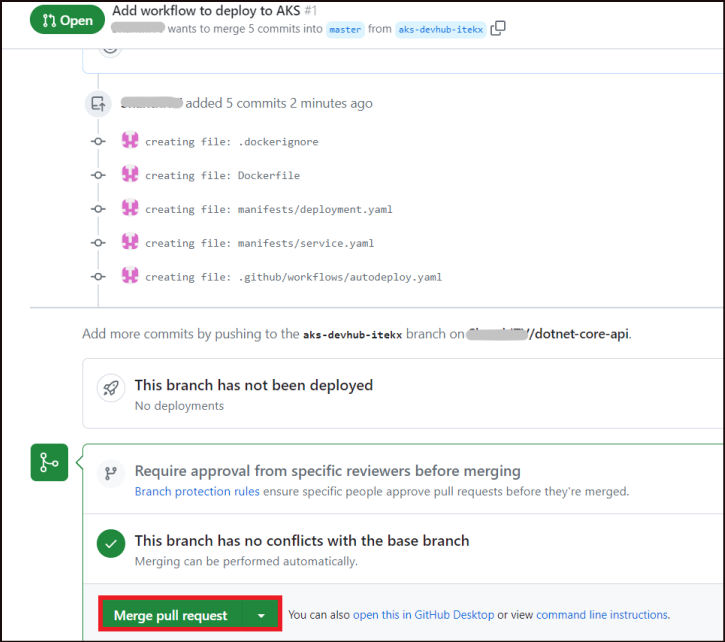 Open
Add workflow to deploy to AKS #1
wants to merge 5 commits into master from aks-devhub-itekx
added 5 commits 2 minutes ago
creating file: .dockerignore
creating file: Dockerfile
creating file: manifests/deployment.yaml
creating file: manifests/service.yaml
creating file: .github/workflows/autodeploy.yaml
Add more commits by pushing to the aks-devhub-itekx branch on /dotnet-core-api.
This branch has not been deployed
No deployments
Require approval from specific reviewers before merging
Branch protection rules ensure specific people approve pull requests before they're merged.
This branch has no conflicts with the base branch
Merging can be performed automatically.
Merge pull request
You can also open this in GitHub Desktop or view command line instructions.